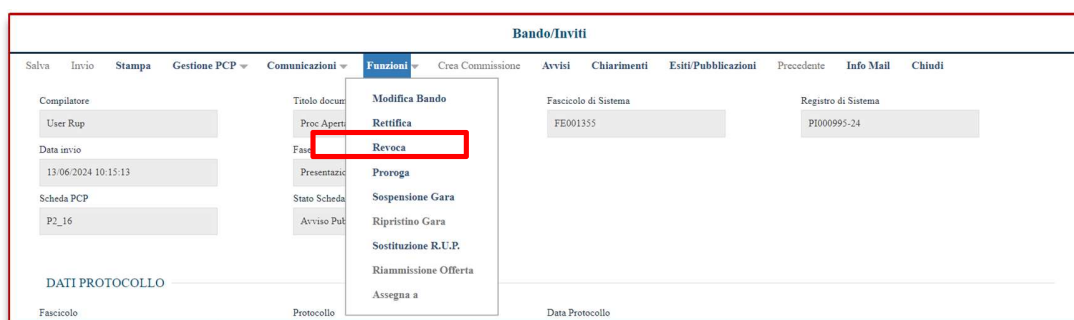 Bando/Inviti
Salva Invio Stampa Gestione PCP Comunicazioni Funzioni Crea Commissione Avvisi Chiarimenti Esiti/Pubblicazioni Precedente Info Mail Chiudi
Compilatore Titolo docum Modifica Bando Fascicolo di Sistema Registro di Sistema
User Rup Proc Aperta Rettifica FE001355 PI000995-24
Data invio Fase Revoca
13/06/2024 10:15:13 Presentazio Proroga
Scheda PCP Stato Scheda Sospensione Gara
P2_16 Avviso Pub Ripristino Gara
Sostituzione R.U.P.
DATI PROTOCOLLO Riammissione Offerta
Assegna a
Fascicolo Protocollo Data Protocollo